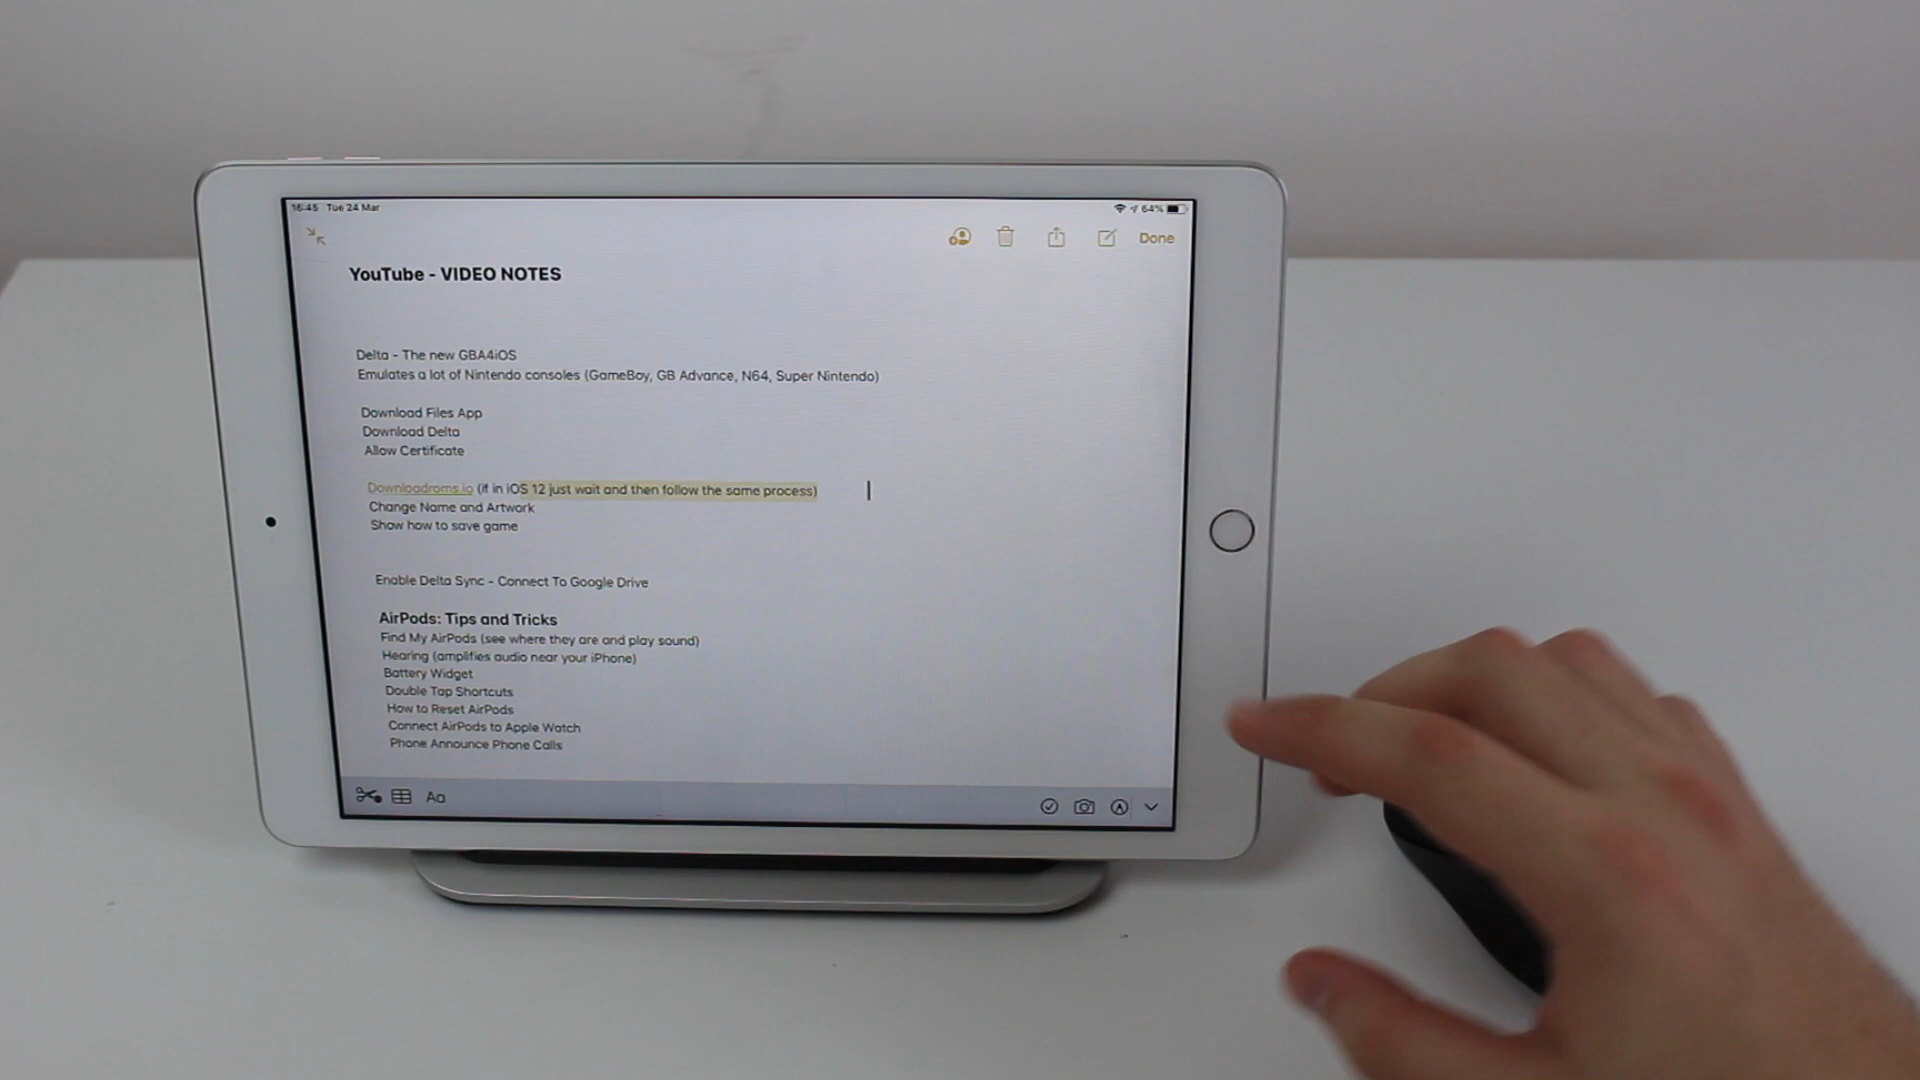 16:45 Tue 24 Mar
64%
Done
YouTube - VIDEO NOTES
Delta - The new GBA4iOS
Emulates a lot of Nintendo consoles (GameBoy, GB Advance, N64, Super Nintendo)
Download Files App
Download Delta
Allow Certificate
Downloadroms.io (if in iOS 12 just wait and then follow the same process)
Change Name and Artwork
Show how to save game
Enable Delta Sync - Connect To Google Drive
AirPods: Tips and Tricks
Find My AirPods (see where they are and play sound)
Hearing (amplifies audio near your iPhone)
Battery Widget
Double Tap Shortcuts
How to Reset AirPods
Connect AirPods to Apple Watch
Phone Announce Phone Calls
Aa